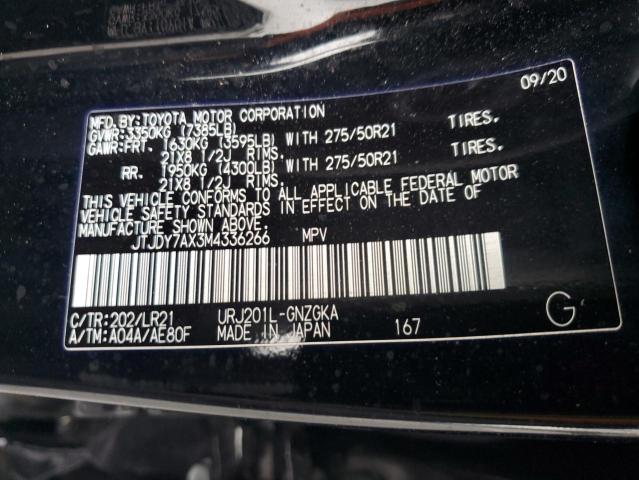 09/20
MFD.BY:TOYOTA MOTOR CORPORATION
GVWR:3350KG (7385LB)
GAWR:FRT. 1630KG (3595LB) WITH 275/50R21 TIRES.
21X8 1/2J RIMS.
RR. 1950KG (4300LB) WITH 275/50R21 TIRES.
21X8 1/2J RIMS.
THIS VEHICLE CONFORMS TO ALL APPLICABLE FEDERAL MOTOR
VEHICLE SAFETY STANDARDS IN EFFECT ON THE DATE OF
MANUFACTURE SHOWN ABOVE.
JTJDY7AX3M4336266 MPV
C/TR:202/LR21 URJ201L-GNZGKA
A/TM:A04A/AE80F MADE IN JAPAN 167 G